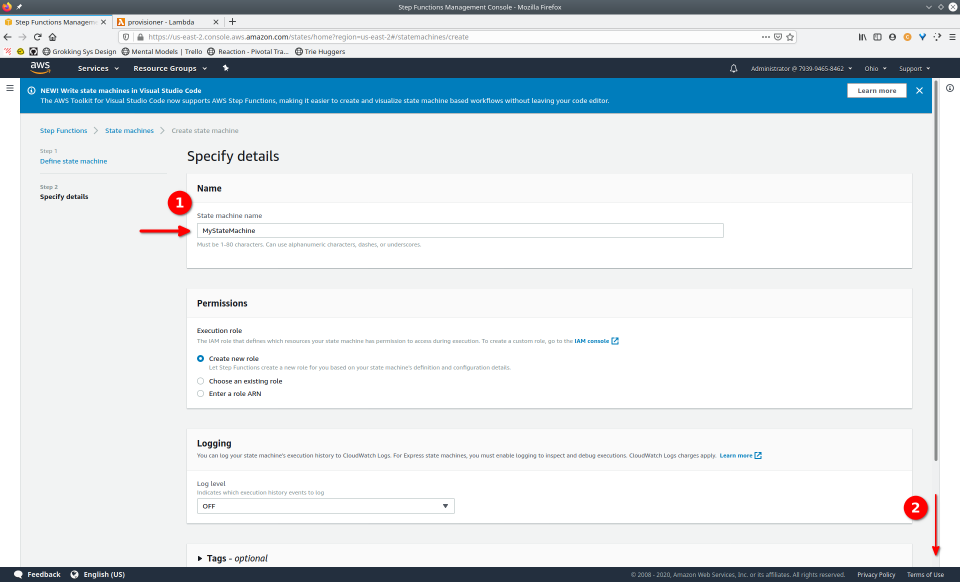 Step Functions Management Console - Mozilla Firefox
Step Functions Managem
provisioner - Lambda
https://us-east-2.console.aws.amazon.com/states/home?region=us-east-2#/statemachines/create
Grokking Sys Design
Mental Models | Trello
Reaction - Pivotal Tra...
Trie Huggers
aws
Services
Resource Groups
Administrator @ 7939-9465-8462
Ohio
Support
NEW! Write state machines in Visual Studio Code
The AWS Toolkit for Visual Studio Code now supports AWS Step Functions, making it easier to create and visualize state machine based workflows without leaving your code editor.
Learn more
Step Functions
State machines
Create state machine
Step 1
Define state machine
Step 2
Specify details
Specify details
Name
1
State machine name
MyStateMachine
Must be 1-80 characters. Can use alphanumeric characters, dashes, or underscores.
Permissions
Execution role
The IAM role that defines which resources your state machine has permission to access during execution. To create a custom role, go to the IAM console
Create new role
Let Step Functions create a new role for you based on your state machine's definition and configuration details.
Choose an existing role
Enter a role ARN
Logging
You can log your state machine's execution history to CloudWatch Logs. For Express state machines, you must enable logging to inspect and debug executions. CloudWatch Logs charges apply. Learn more
Log level
Indicates which execution history events to log
OFF
2
Tags - optional
Feedback
English (US)
© 2008 - 2020, Amazon Web Services, Inc. or its affiliates. All rights reserved.
Privacy Policy
Terms of Use